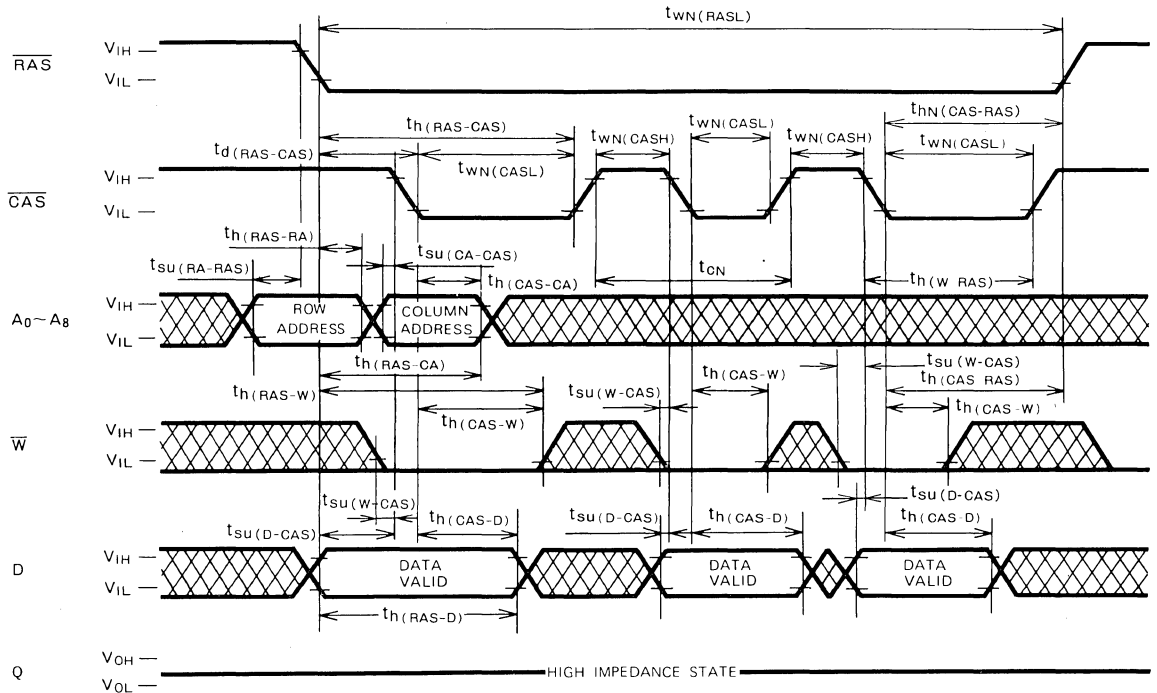 tWN(RASL)
RAS
VIH
VIL
th(RAS-CAS)
thN(CAS-RAS)
td(RAS-CAS)
tWN(CASH)
tWN(CASL)
tWN(CASH)
tWN(CASL)
tWN(CASL)
CAS
VIH
VIL
th(RAS-RA)
tsu(CA-CAS)
tsu(RA-RAS)
tCN
th(CAS-CA)
th(W RAS)
A0~A8
VIH
VIL
ROW ADDRESS
COLUMN ADDRESS
th(RAS-CA)
tsu(W-CAS)
th(RAS-W)
tsu(W-CAS)
th(CAS-W)
th(CAS RAS)
th(CAS-W)
th(CAS-W)
W
VIH
VIL
tsu(W-CAS)
tsu(D-CAS)
tsu(D-CAS)
th(CAS-D)
tsu(D-CAS)
th(CAS-D)
th(CAS-D)
D
VIH
VIL
DATA VALID
DATA VALID
DATA VALID
th(RAS-D)
Q
VOH
VOL
HIGH IMPEDANCE STATE